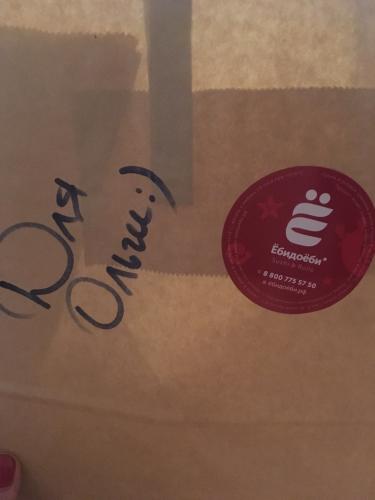 Для
Ольги :)
Ё
Ёбидоёби®
Sushi & Rolls
8 800 775 57 50
ёбидоёби.рф